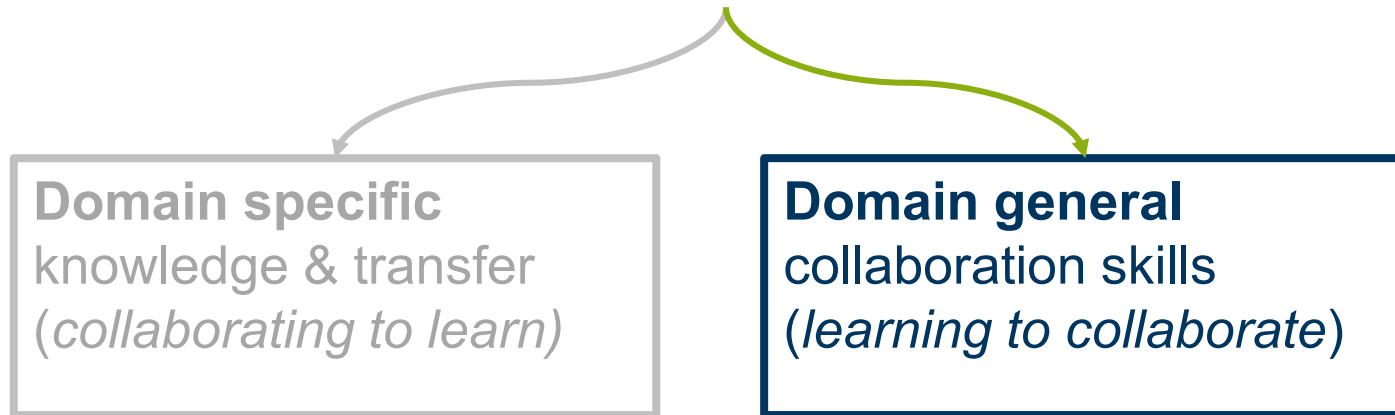 Domain specific
knowledge & transfer
(collaborating to learn)
Domain general
collaboration skills
(learning to collaborate)